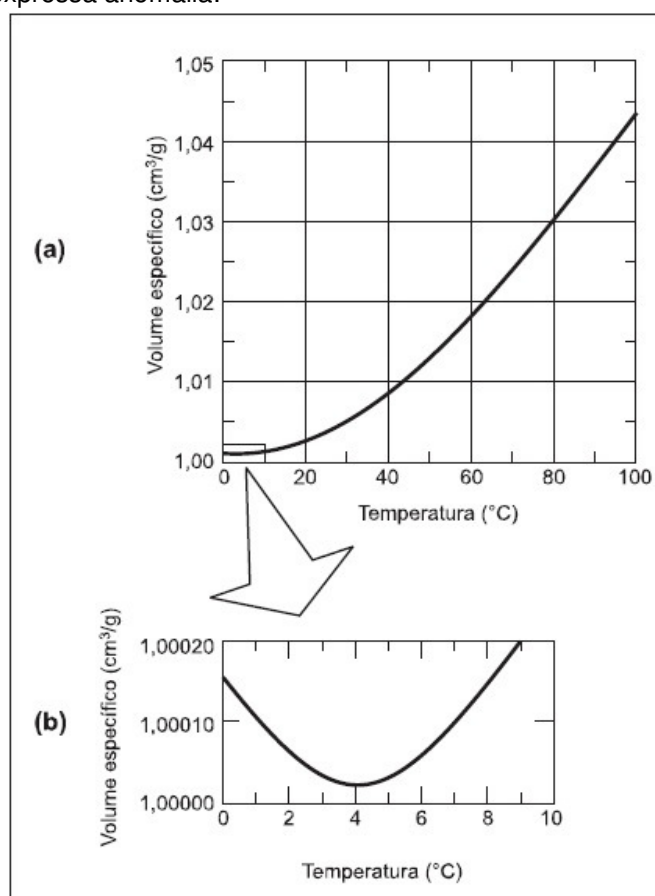 expressa anomalia.
(a)
Volume específico (cm³/g)
1,05
1,04
1,03
1,02
1,01
1,00
0 20 40 60 80 100
Temperatura (°C)
(b)
Volume específico (cm³/g)
1,00020
1,00010
1,00000
0 2 4 6 8 10
Temperatura (°C)